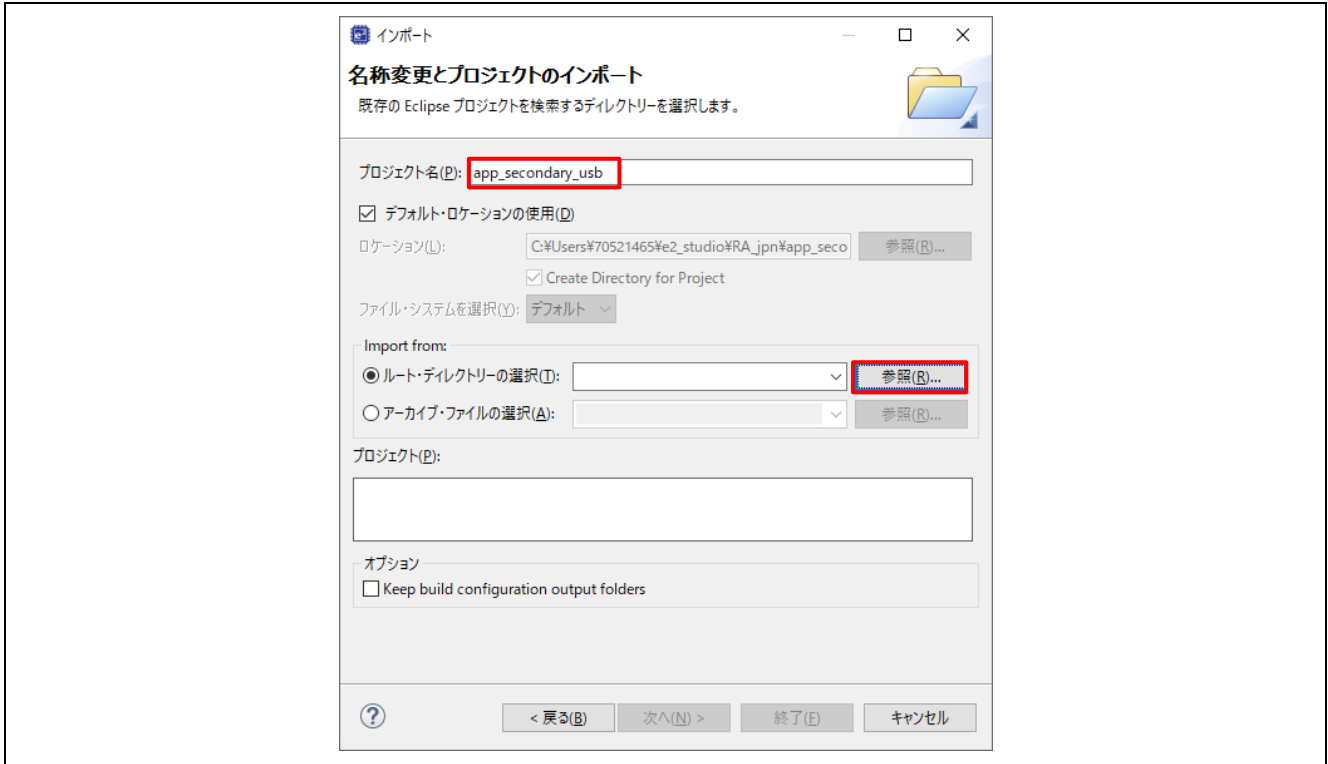 インポート
名称変更とプロジェクトのインポート
既存の Eclipse プロジェクトを検索するディレクトリーを選択します。
プロジェクト名(P): app_secondary_usb
デフォルト・ロケーションの使用(D)
ロケーション(L): C:¥Users¥70521465¥e2_studio¥RA_jpn¥app_seco 参照(R)...
Create Directory for Project
ファイル・システムを選択(Y): デフォルト
Import from:
ルート・ディレクトリーの選択(T): 参照(R)...
アーカイブ・ファイルの選択(A): 参照(R)...
プロジェクト(P):
オプション
Keep build configuration output folders
< 戻る(B) 次へ(N) > 終了(F) キャンセル